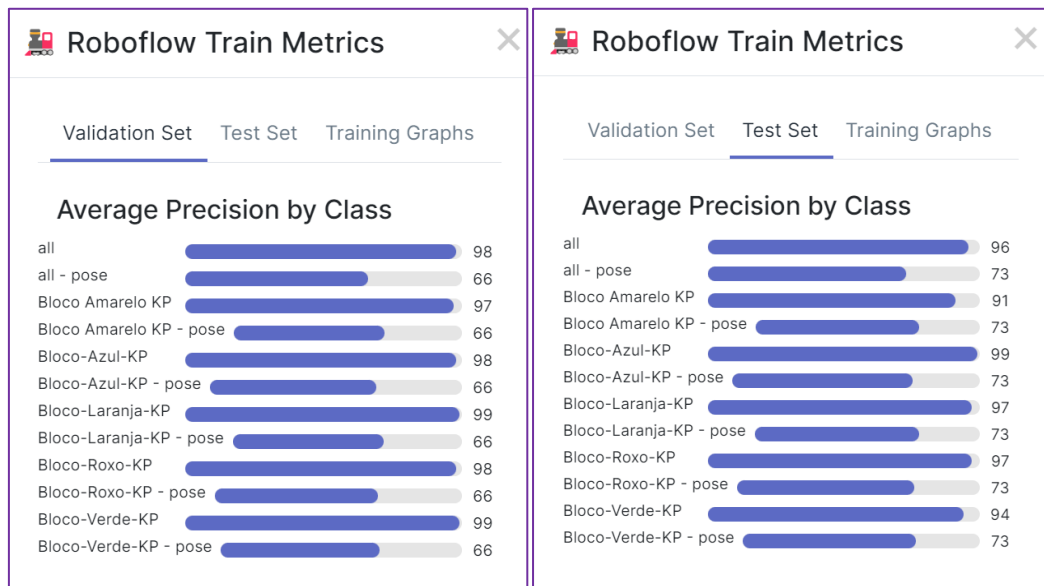 Roboflow Train Metrics
Validation Set Test Set Training Graphs
Average Precision by Class
all 98
all - pose 66
Bloco Amarelo KP 97
Bloco Amarelo KP - pose 66
Bloco-Azul-KP 98
Bloco-Azul-KP - pose 66
Bloco-Laranja-KP 99
Bloco-Laranja-KP - pose 66
Bloco-Roxo-KP 98
Bloco-Roxo-KP - pose 66
Bloco-Verde-KP 99
Bloco-Verde-KP - pose 66
Roboflow Train Metrics
Validation Set Test Set Training Graphs
Average Precision by Class
all 96
all - pose 73
Bloco Amarelo KP 91
Bloco Amarelo KP - pose 73
Bloco-Azul-KP 99
Bloco-Azul-KP - pose 73
Bloco-Laranja-KP 97
Bloco-Laranja-KP - pose 73
Bloco-Roxo-KP 97
Bloco-Roxo-KP - pose 73
Bloco-Verde-KP 94
Bloco-Verde-KP - pose 73